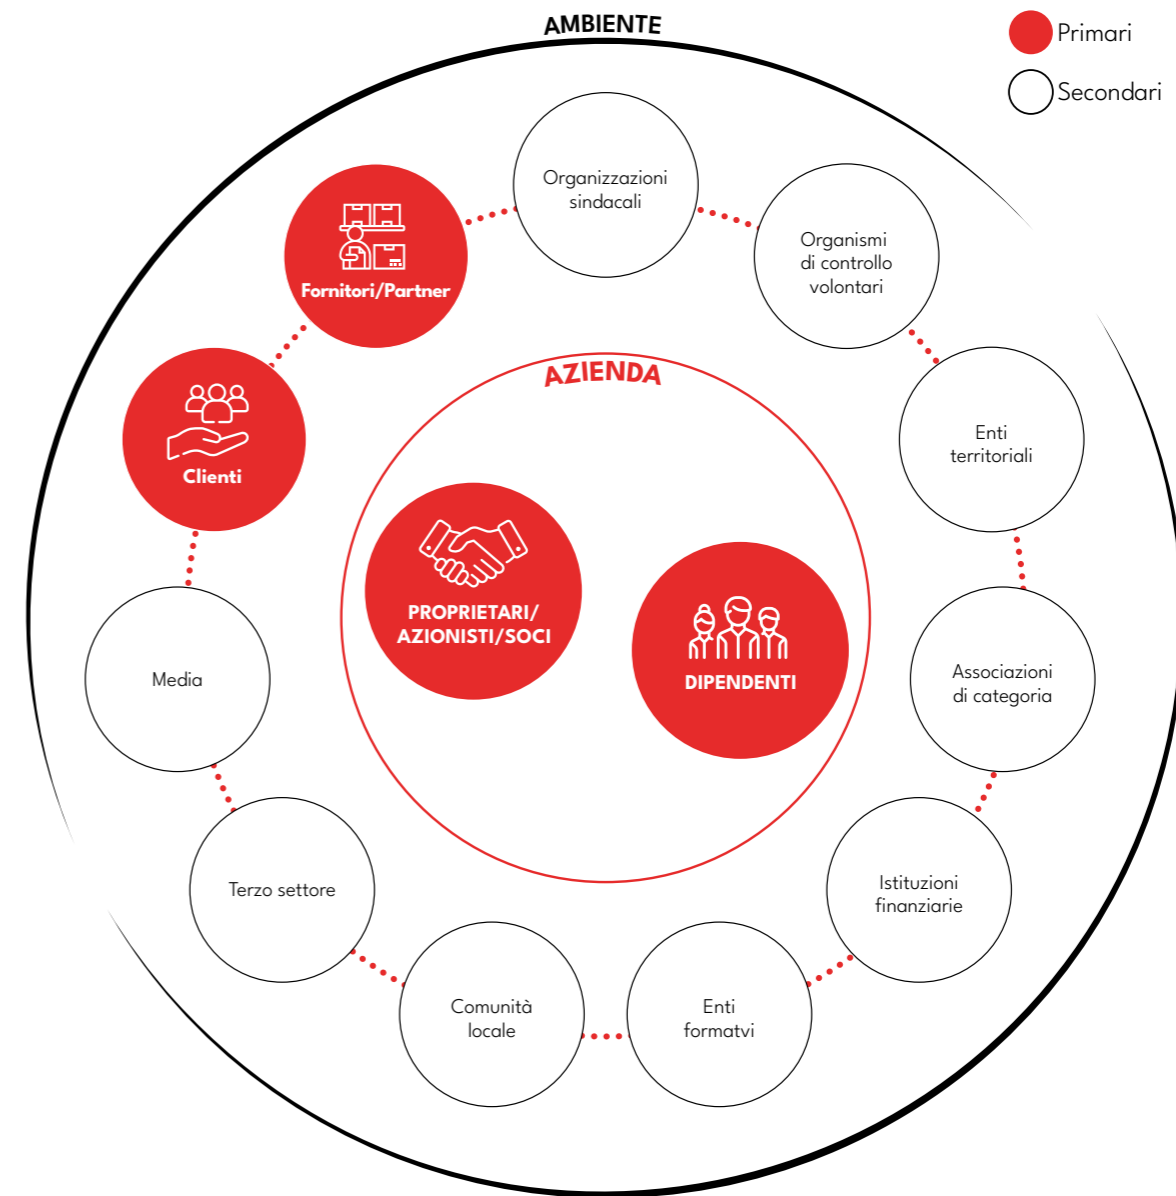 AMBIENTE
Primari
Secondari
Organizzazioni
sindacali
Organismi
di controllo
volontari
Fornitori/Partner
AZIENDA
Enti
territoriali
Clienti
PROPRIETARI/
AZIONISTI/SOCI
DIPENDENTI
Media
Associazioni
di categoria
Terzo settore
Istituzioni
finanziarie
Comunità
locale
Enti
formatvi